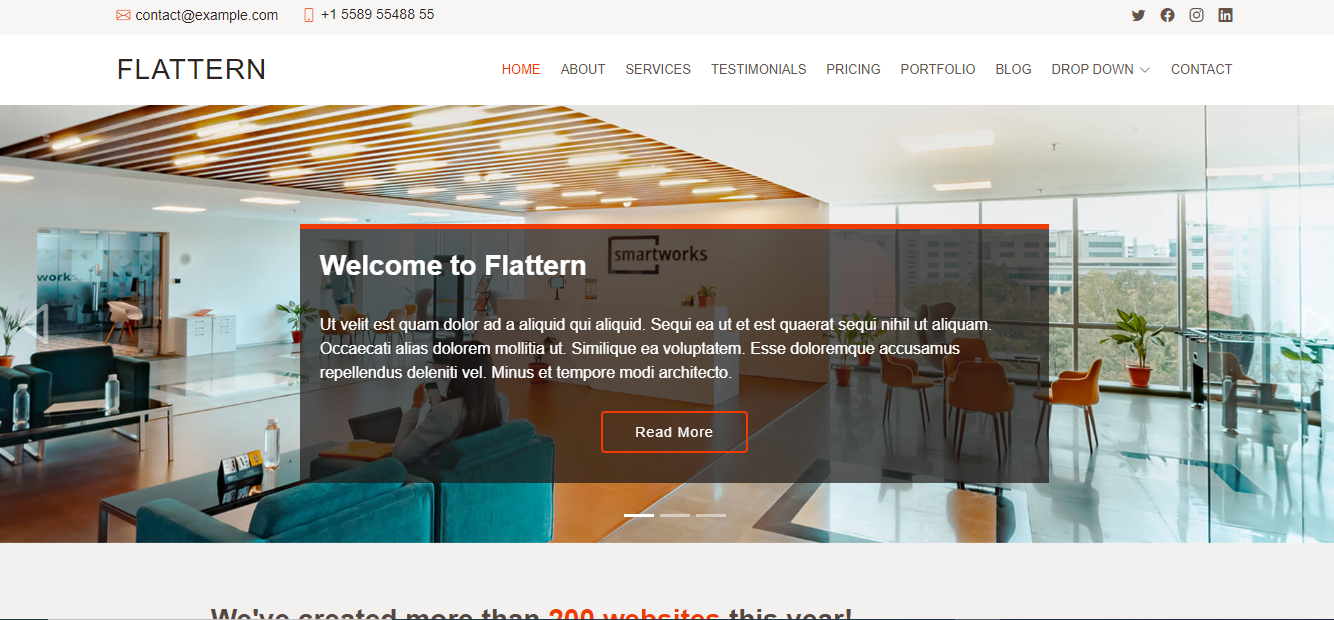 contact@example.com +1 5589 55488 55
FLATTERN
HOME ABOUT SERVICES TESTIMONIALS PRICING PORTFOLIO BLOG DROP DOWN CONTACT
smartworks
works
Welcome to Flattern
Ut velit est quam dolor ad a aliquid qui aliquid. Sequi ea ut et est quaerat sequi nihil ut aliquam.
Occaecati alias dolorem mollitia ut. Similique ea voluptatem. Esse doloremque accusamus
repellendus deleniti vel. Minus et tempore modi architecto.
Read More
We've created more than 200 websites this year!